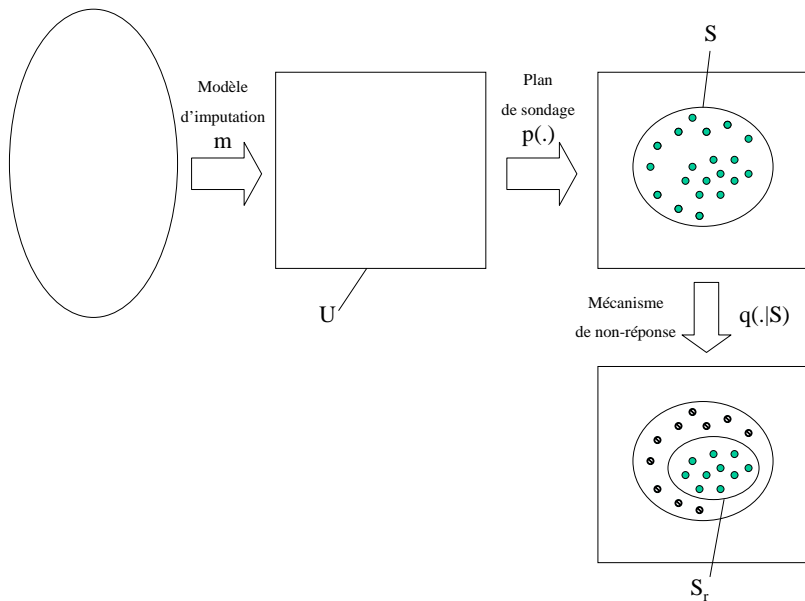 Modèle
d'imputation
m
U
Plan
de sondage
p(.)
S
Mécanisme
de non-réponse
q(.|S)
Sr